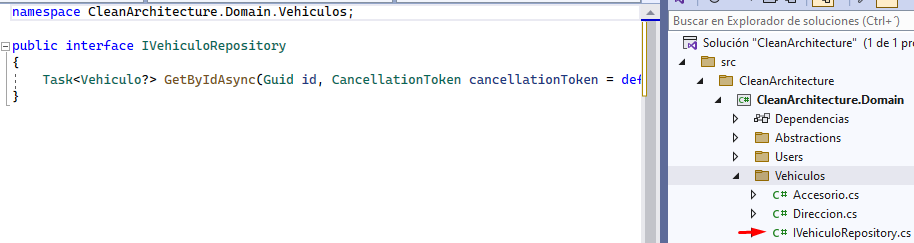 namespace CleanArchitecture.Domain.Vehiculos;
public interface IVehiculoRepository
{
Task<Vehiculo?> GetByIdAsync(Guid id, CancellationToken cancellationToken = def
}
Buscar en Explorador de soluciones (Ctrl+´)
Solución "CleanArchitecture" (1 de 1 pro
src
CleanArchitecture
C# CleanArchitecture.Domain
Dependencias
Abstractions
Users
Vehiculos
C# Accesorio.cs
C# Direccion.cs
C# IVehiculoRepository.cs